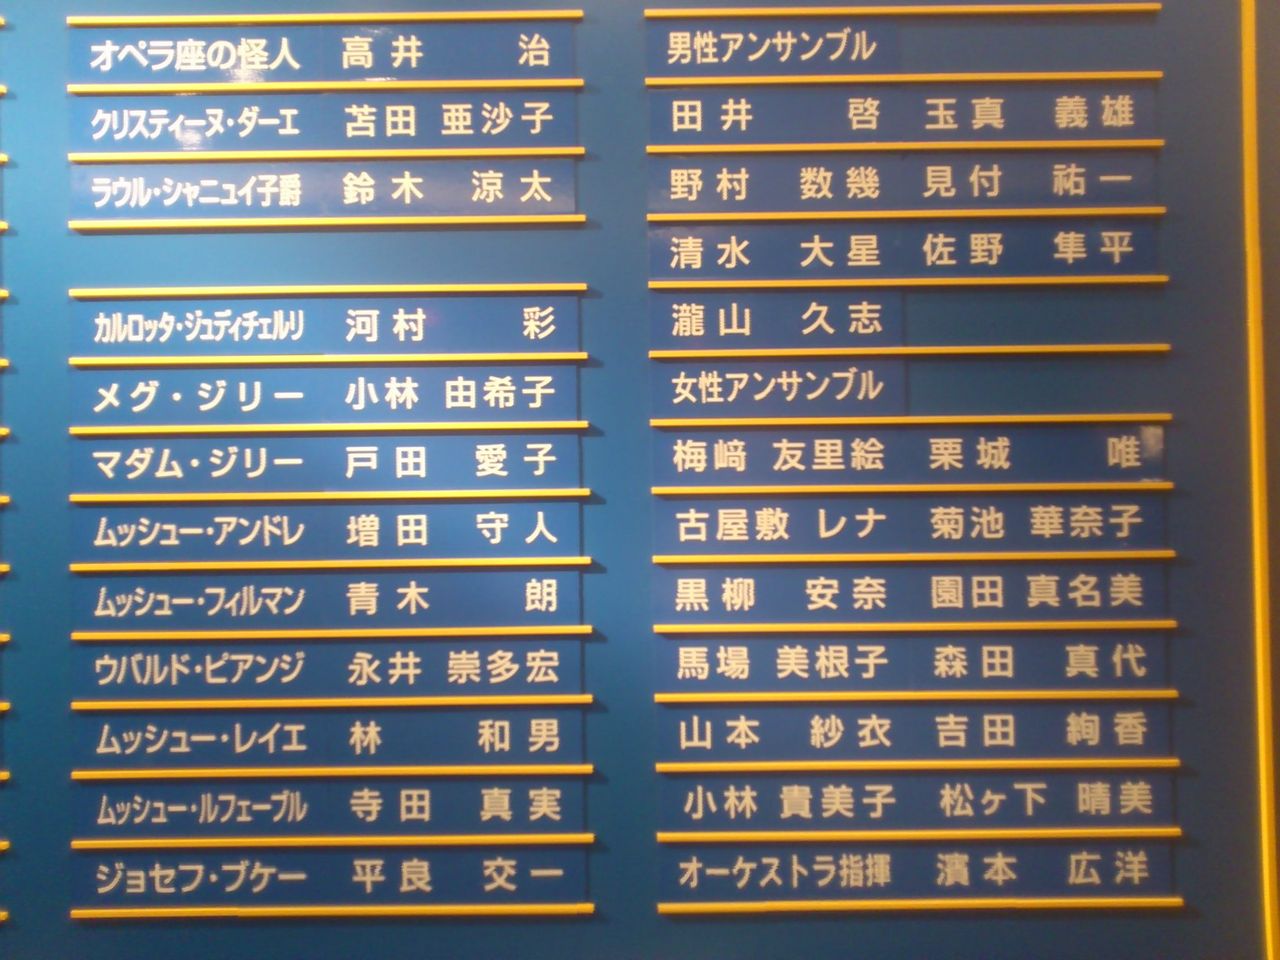 オペラ座の怪人 高井 治
クリスティーヌ・ダーエ 苫田 亜沙子
ラウル・シャニュイ子爵 鈴木 涼太
カルロッタ・ジュディチェルリ 河村 彩
メグ・ジリー 小林 由希子
マダム・ジリー 戸田 愛子
ムッシュー・アンドレ 増田 守人
ムッシュー・フィルマン 青木 朗
ウバルド・ピアンジ 永井 崇多宏
ムッシュー・レイエ 林 和男
ムッシュー・ルフェーブル 寺田 真実
ジョセフ・ブケー 平良 交一
男性アンサンブル
田井 啓 玉真 義雄
野村 数幾 見付 祐一
清水 大星 佐野 隼平
瀧山 久志
女性アンサンブル
梅﨑 友里絵 栗城 唯
古屋敷 レナ 菊池 華奈子
黒柳 安奈 園田 真名美
馬場 美根子 森田 真代
山本 紗衣 吉田 絢香
小林 貴美子 松ヶ下 晴美
オーケストラ指揮 濱本 広洋